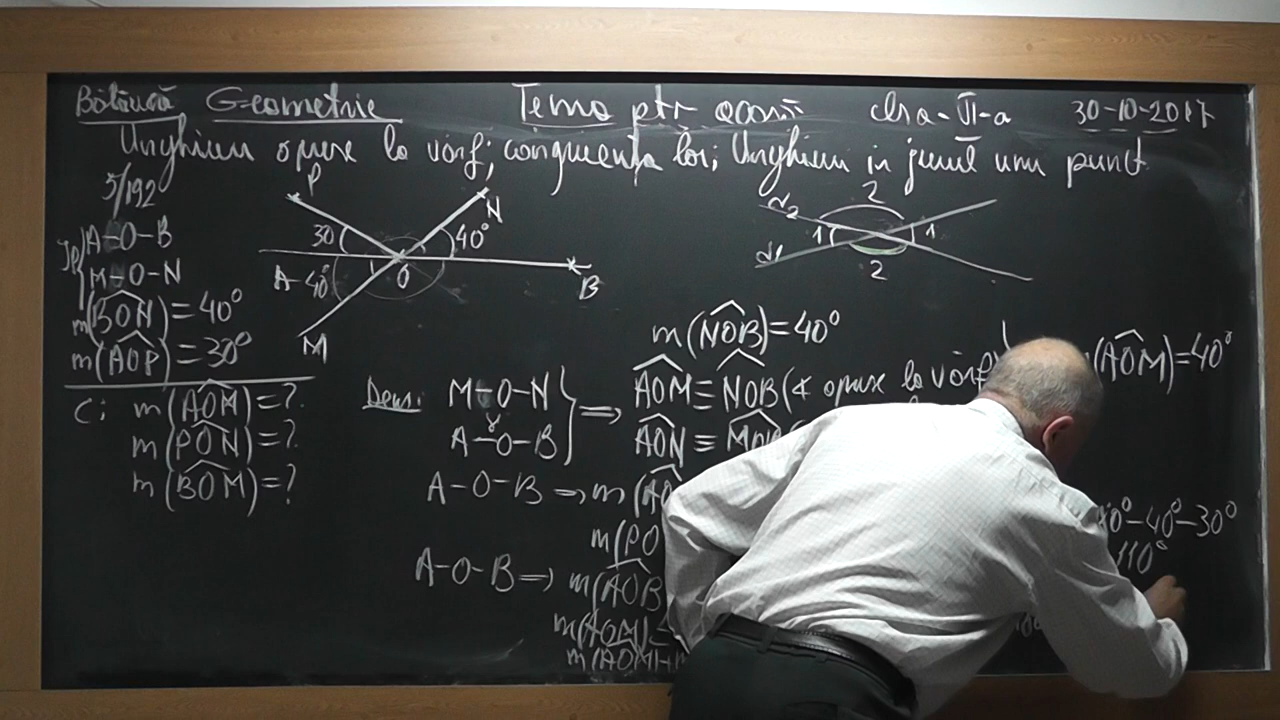 Geometrie Tema ptr acasă cls a-VI-a 30-10-2017
Unghiuri opuse la vârf; congruența lor; Unghiuri în jurul unui punct
5/192
P
N
30
40°
A
40°
O
B
M
d2
2
1
1
d1
2
Ip
A-O-B
M-O-N
m(BON)=40°
m(AOP)=30°
C: m(AOM)=?
m(PON)=?
m(BOM)=?
m(NOB)=40°
Dem: M-O-N
A-O-B
⇒ AOM≡NOB(∢ opuse la vârf)
m(AOM)=40°
AON≡
A-O-B ⇒ m(
-40°-30°
m(PO
110°
A-O-B ⇒ m(AOB
m(AOM)=
m(AOM)+